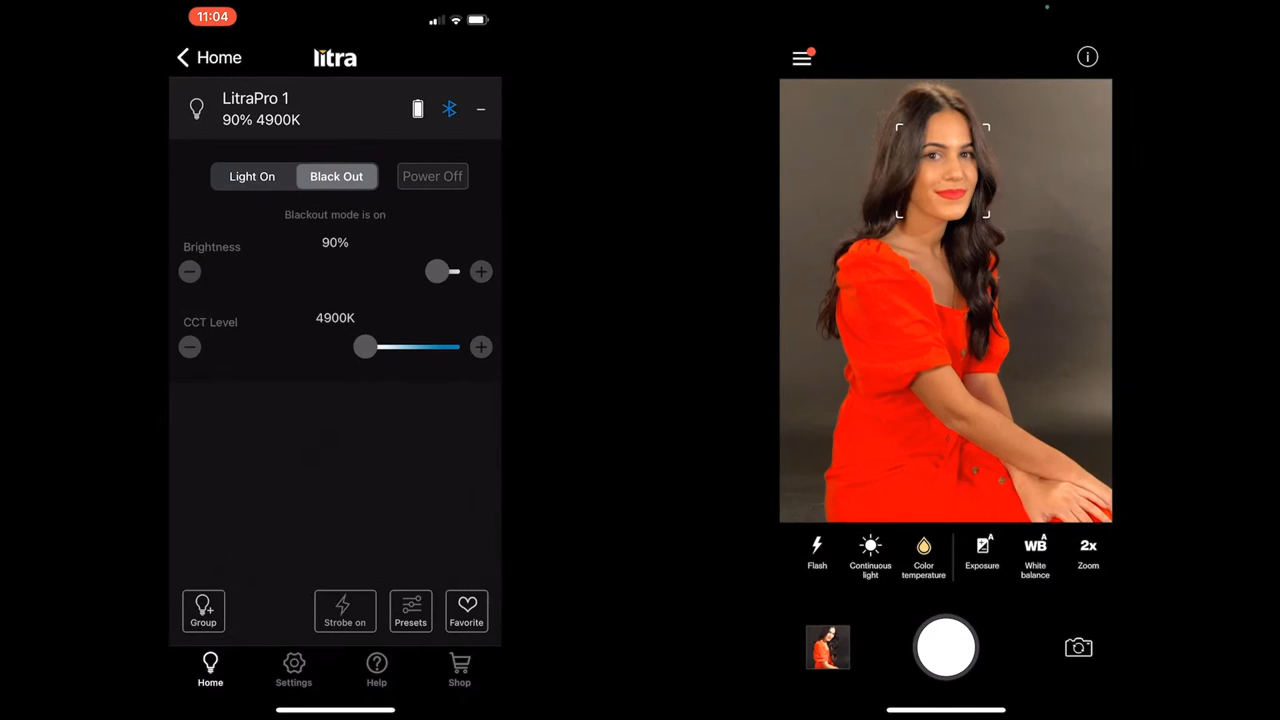 11:04
Home
litra
LitraPro 1
90% 4900K
Light On
Black Out
Power Off
Blackout mode is on
Brightness
90%
CCT Level
4900K
Group
Strobe on
Presets
Favorite
Home
Settings
Help
Shop
i
Flash
Continuous
light
Color
temperature
A
Exposure
WB
A
White
balance
2x
Zoom